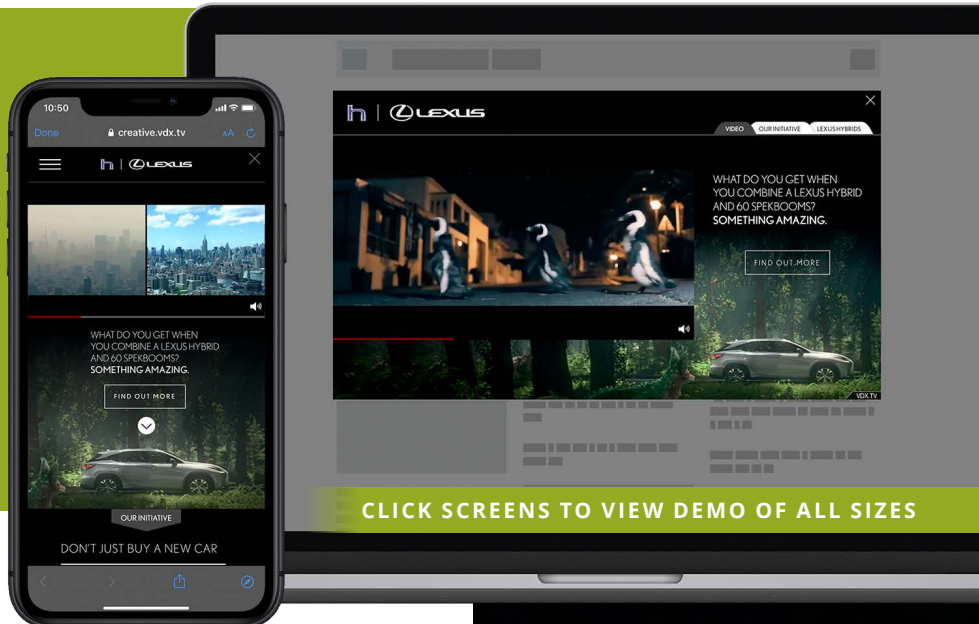 10:50
Done
creative.vdx.tv
AA
h | LEXUS
WHAT DO YOU GET WHEN
YOU COMBINE A LEXUS HYBRID
AND 60 SPEKBOOMS?
SOMETHING AMAZING.
FIND OUT MORE
OUR INITIATIVE
DON'T JUST BUY A NEW CAR
h | LEXUS
VIDEO
OUR INITIATIVE
LEXUS HYBRIDS
WHAT DO YOU GET WHEN
YOU COMBINE A LEXUS HYBRID
AND 60 SPEKBOOMS?
SOMETHING AMAZING.
FIND OUT MORE
VDX.TV
CLICK SCREENS TO VIEW DEMO OF ALL SIZES